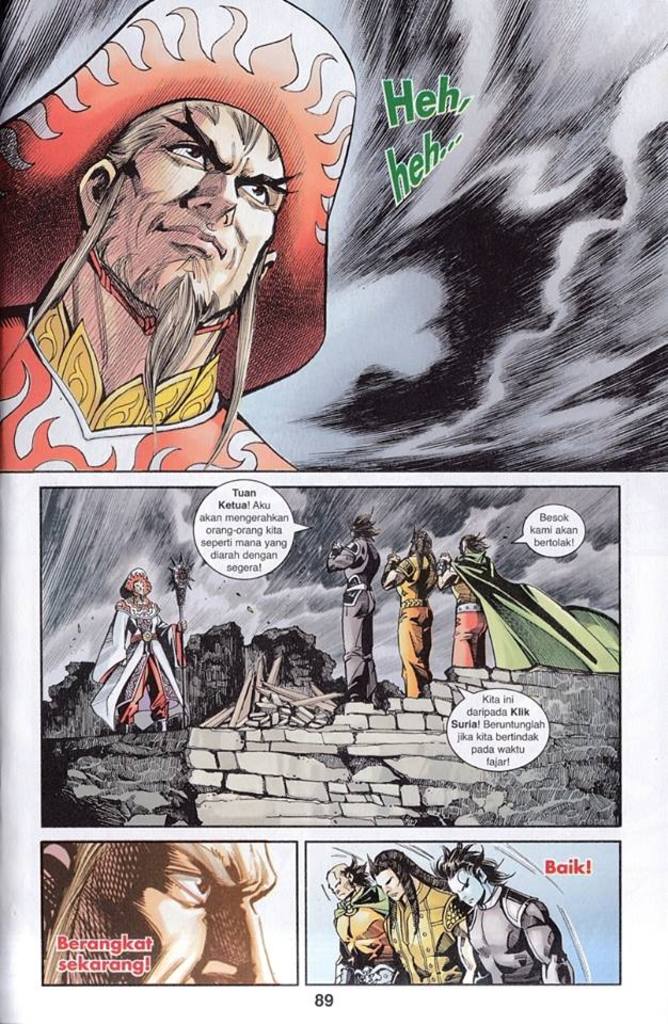 Heh,
heh...
Tuan
Ketua! Aku
akan mengerahkan
orang-orang kita
seperti mana yang
diarah dengan
segera!
Besok
kami akan
bertolak!
Kita ini
daripada Klik
Suria! Beruntunglah
jika kita bertindak
pada waktu
fajar!
Berangkat
sekarang!
Baik!
89